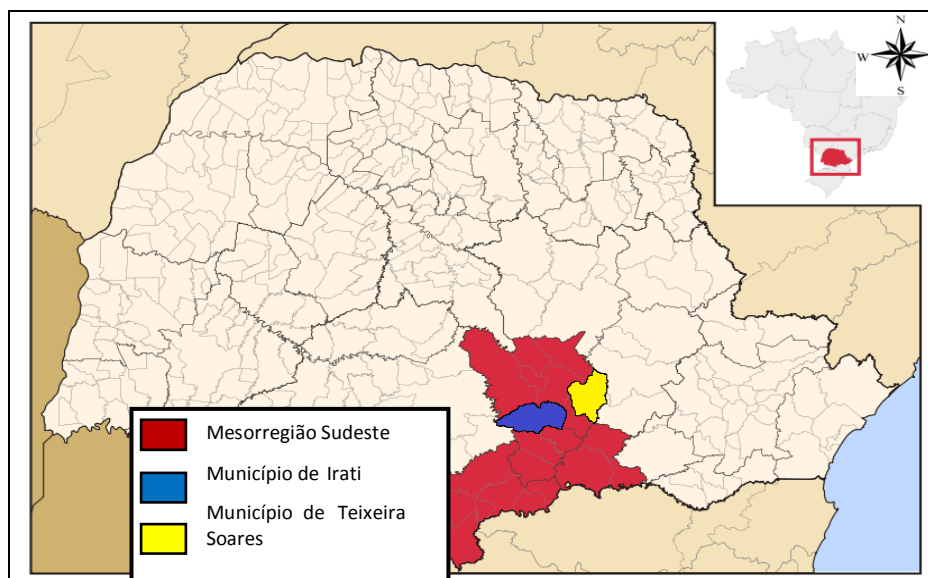 N
W
S
Mesorregião Sudeste
Município de Irati
Município de Teixeira
Soares